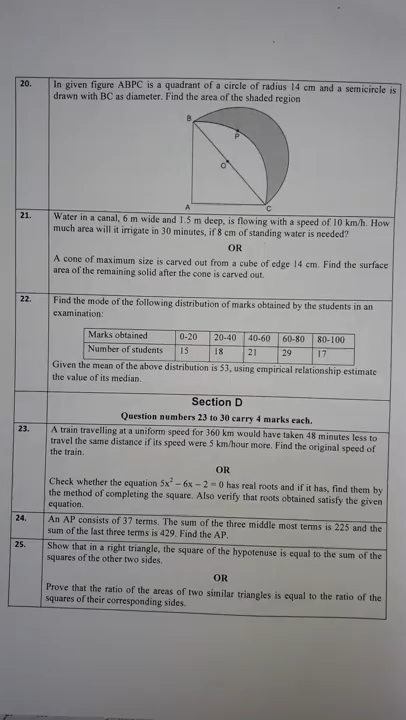 20. In given figure ABPC is a quadrant of a circle of radius 14 cm and a semicircle is
drawn with BC as diameter. Find the area of the shaded region
B
P
O
A
C
21. Water in a canal, 6 m wide and 1.5 m deep, is flowing with a speed of 10 km/h. How
much area will it irrigate in 30 minutes, if 8 cm of standing water is needed?
OR
A cone of maximum size is carved out from a cube of edge 14 cm. Find the surface
area of the remaining solid after the cone is carved out.
22. Find the mode of the following distribution of marks obtained by the students in an
examination:
Marks obtained 0-20 20-40 40-60 60-80 80-100
Number of students 15 18 21 29 17
Given the mean of the above distribution is 53, using empirical relationship estimate
the value of its median.
Section D
Question numbers 23 to 30 carry 4 marks each.
23. A train travelling at a uniform speed for 360 km would have taken 48 minutes less to
travel the same distance if its speed were 5 km/hour more. Find the original speed of
the train.
OR
Check whether the equation 5x² – 6x – 2 = 0 has real roots and if it has, find them by
the method of completing the square. Also verify that roots obtained satisfy the given
equation.
24. An AP consists of 37 terms. The sum of the three middle most terms is 225 and the
sum of the last three terms is 429. Find the AP.
25. Show that in a right triangle, the square of the hypotenuse is equal to the sum of the
squares of the other two sides.
OR
Prove that the ratio of the areas of two similar triangles is equal to the ratio of the
squares of their corresponding sides.